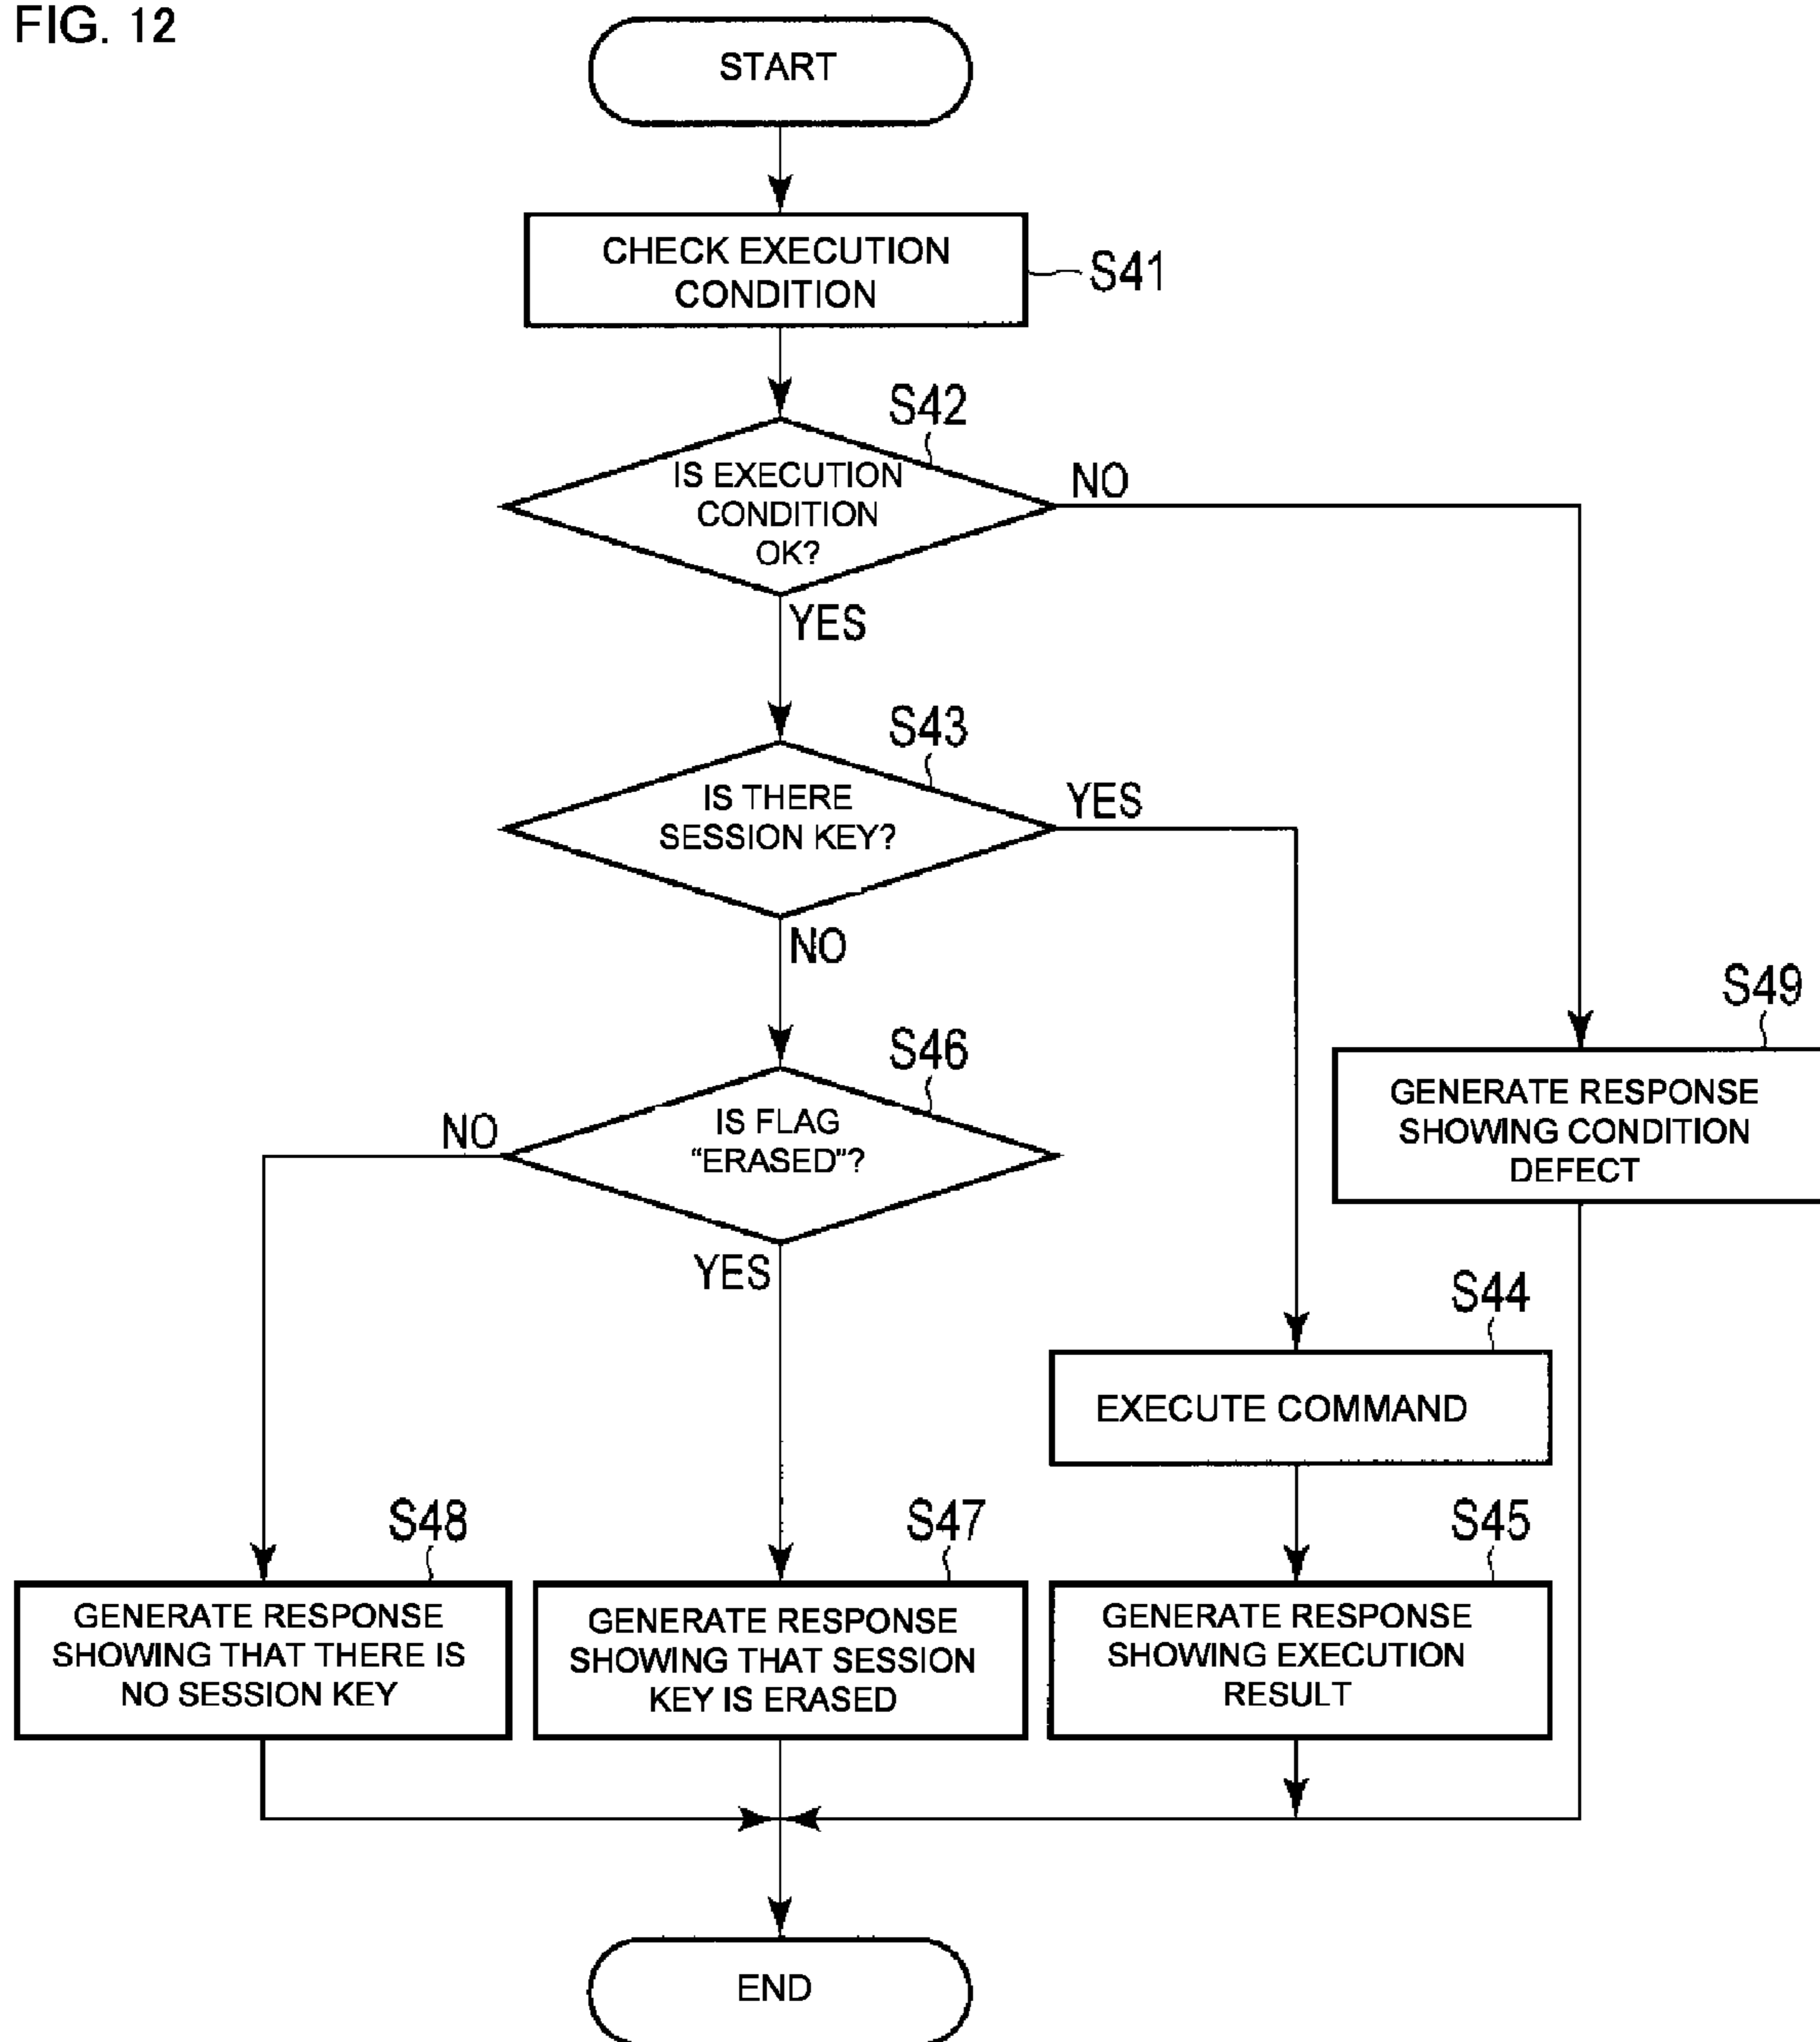 FIG. 12
START
CHECK EXECUTION
CONDITION
S41
S42
IS EXECUTION
CONDITION
OK?
NO
YES
S43
IS THERE
SESSION KEY?
YES
NO
S49
GENERATE RESPONSE
SHOWING CONDITION
DEFECT
S46
IS FLAG
“ERASED”?
NO
YES
S44
EXECUTE COMMAND
S48
GENERATE RESPONSE
SHOWING THAT THERE IS
NO SESSION KEY
S47
GENERATE RESPONSE
SHOWING THAT SESSION
KEY IS ERASED
S45
GENERATE RESPONSE
SHOWING EXECUTION
RESULT
END